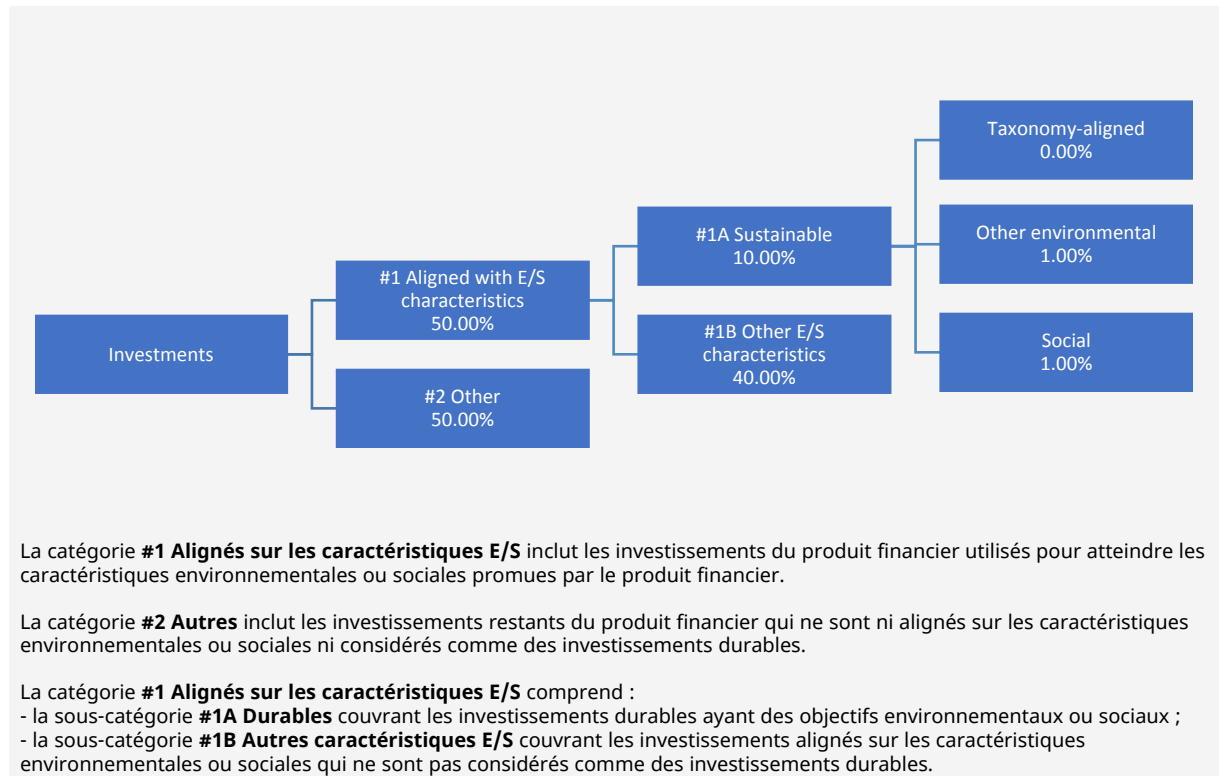 Investments
#1 Aligned with E/S
characteristics
50.00%
#2 Other
50.00%
#1A Sustainable
10.00%
#1B Other E/S
characteristics
40.00%
Taxonomy-aligned
0.00%
Other environmental
1.00%
Social
1.00%
La catégorie #1 Alignés sur les caractéristiques E/S inclut les investissements du produit financier utilisés pour atteindre les
caractéristiques environnementales ou sociales promues par le produit financier.
La catégorie #2 Autres inclut les investissements restants du produit financier qui ne sont ni alignés sur les caractéristiques
environnementales ou sociales ni considérés comme des investissements durables.
La catégorie #1 Alignés sur les caractéristiques E/S comprend :
- la sous-catégorie #1A Durables couvrant les investissements durables ayant des objectifs environnementaux ou sociaux ;
- la sous-catégorie #1B Autres caractéristiques E/S couvrant les investissements alignés sur les caractéristiques
environnementales ou sociales qui ne sont pas considérés comme des investissements durables.